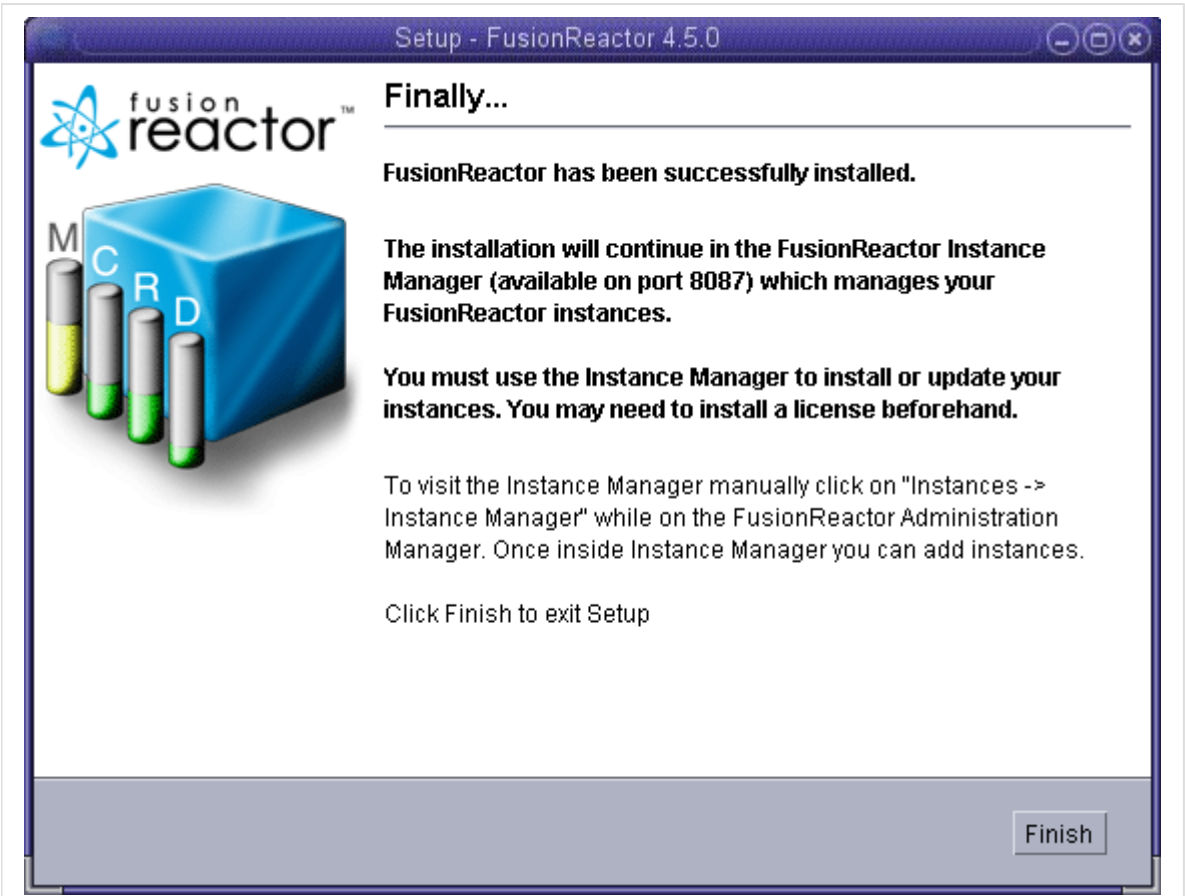 Setup - FusionReactor 4.5.0
fusion
reactor™
Finally...
FusionReactor has been successfully installed.
The installation will continue in the FusionReactor Instance
Manager (available on port 8087) which manages your
FusionReactor instances.
You must use the Instance Manager to install or update your
instances. You may need to install a license beforehand.
To visit the Instance Manager manually click on "Instances ->
Instance Manager" while on the FusionReactor Administration
Manager. Once inside Instance Manager you can add instances.
Click Finish to exit Setup
M
C
R
D
Finish